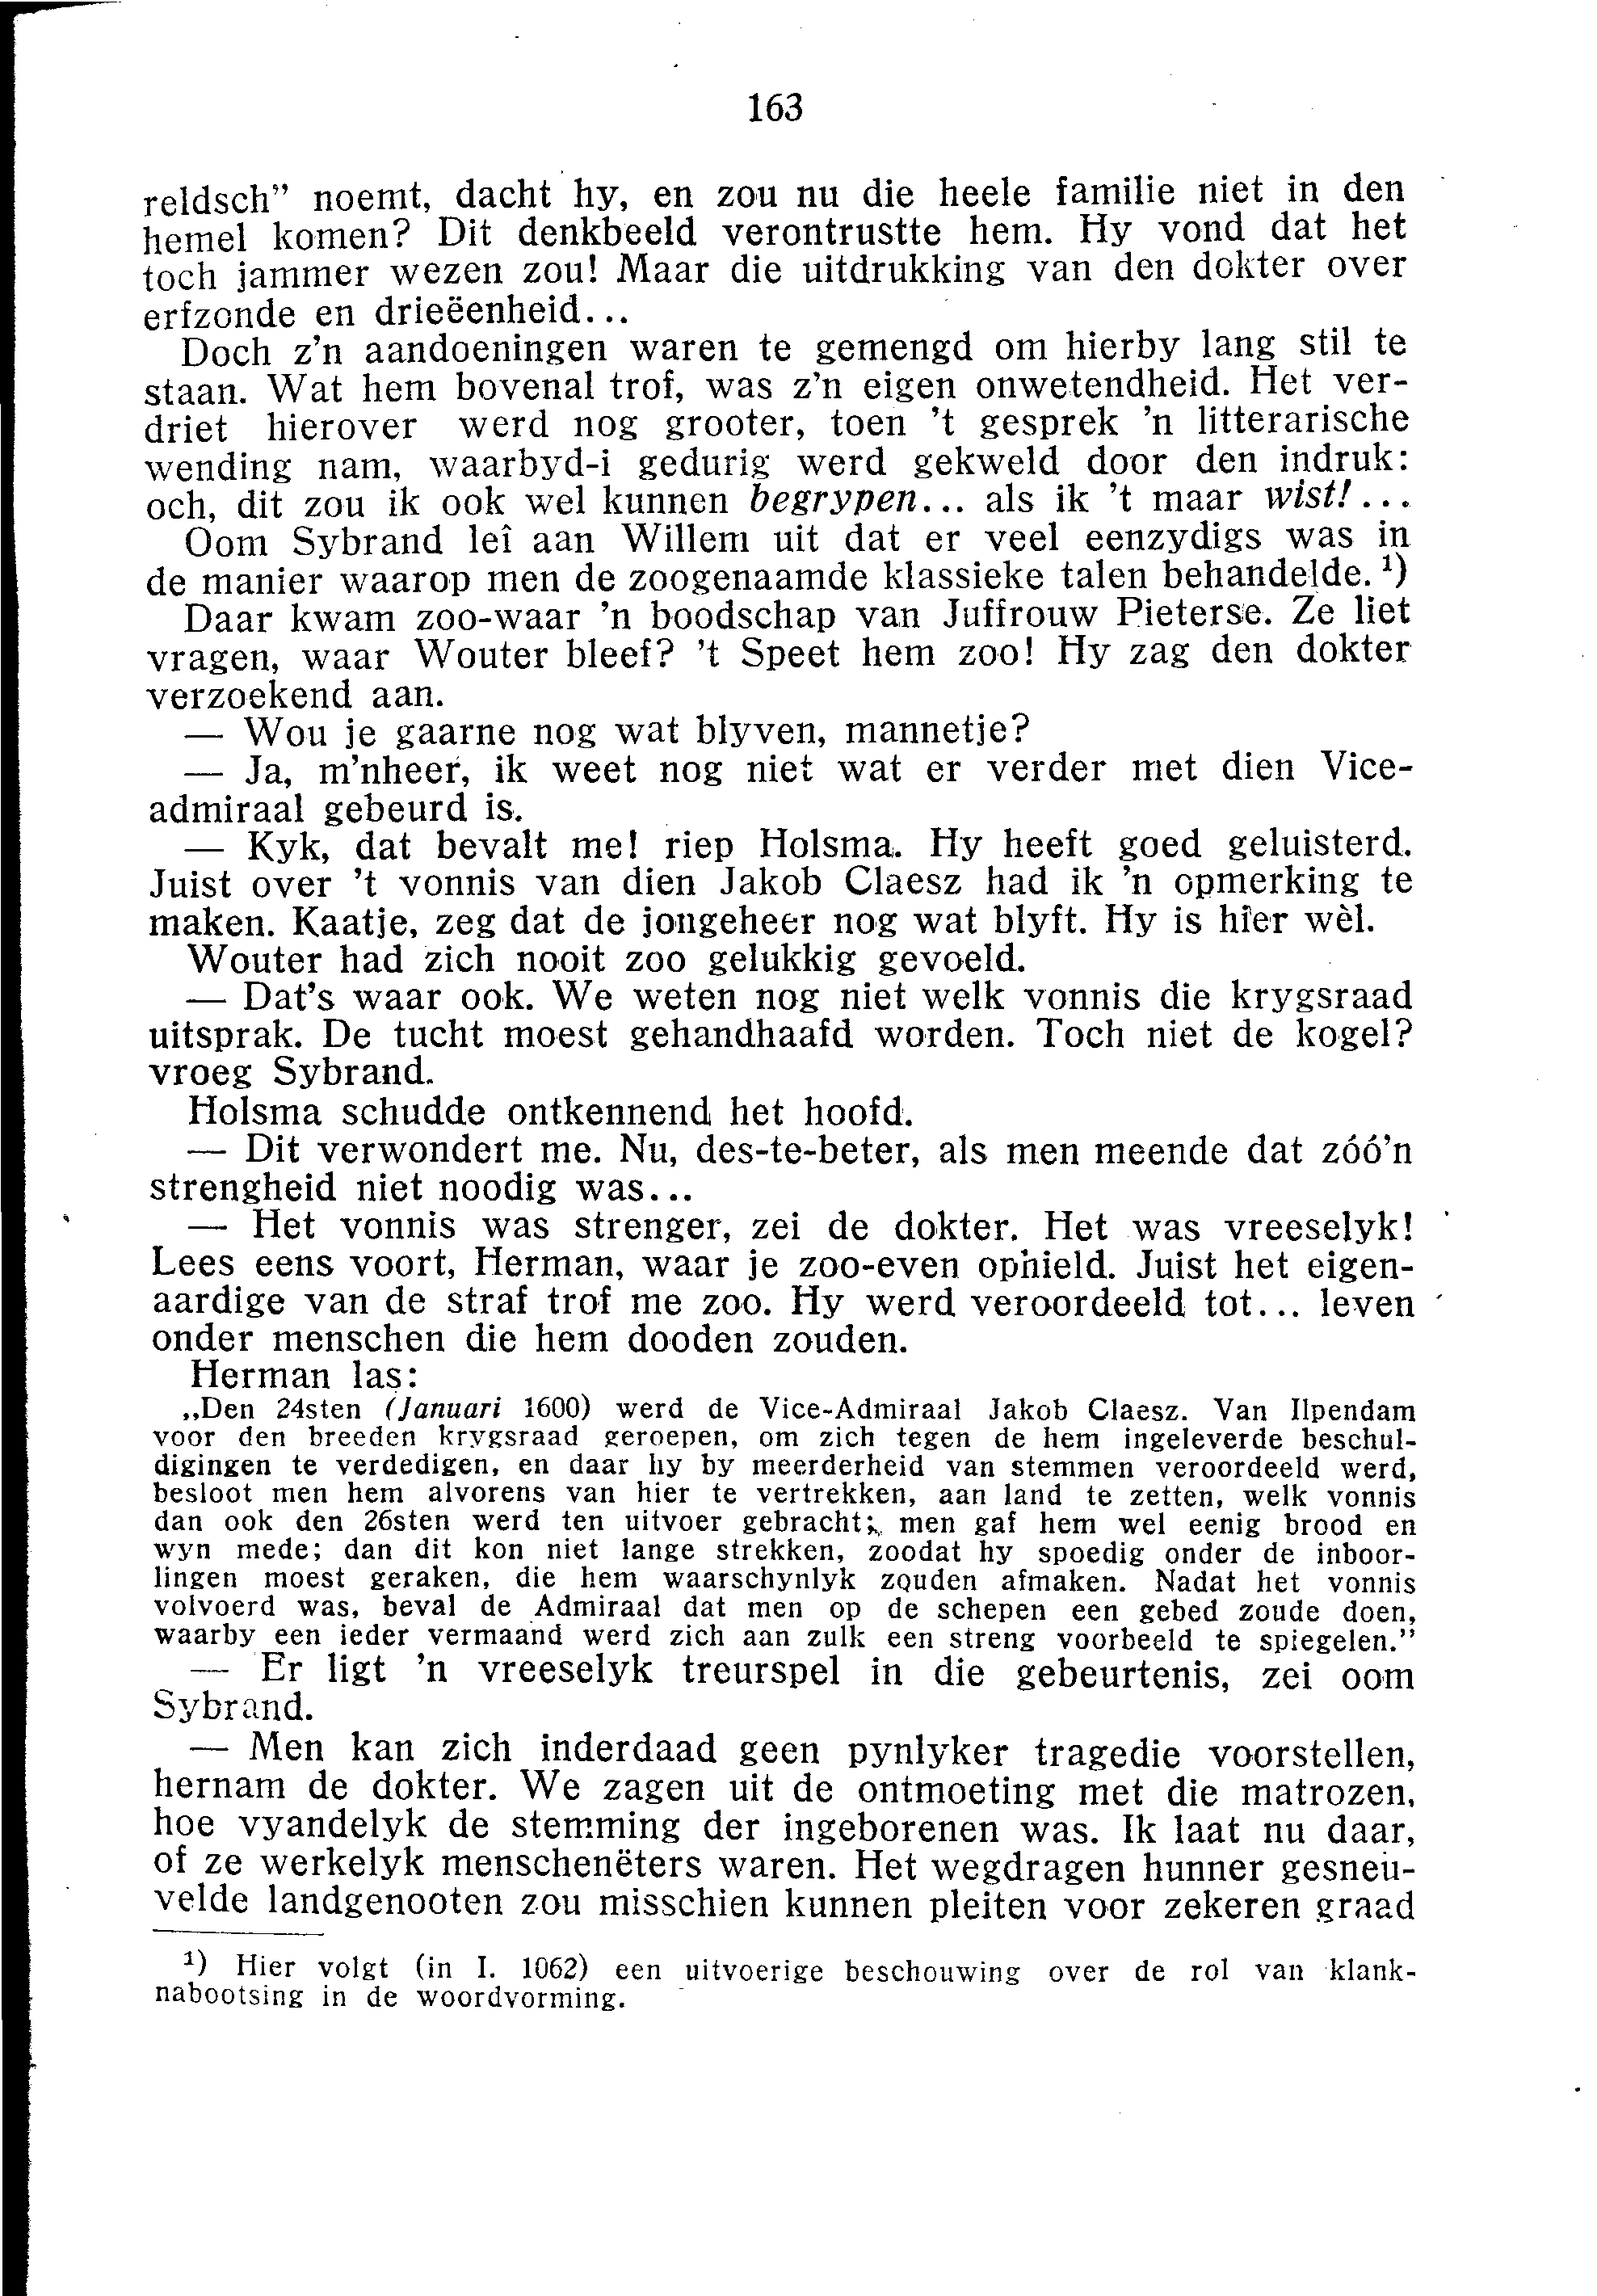 163
reldsch” noemt, dacht hy, en zou nu die heele familie niet in den
hemel komen? Dit denkbeeld verontrustte hem. Hy vond dat het
toch jammer wezen zou! Maar die uitdrukking van den dokter over
erfzonde en drieëenheid...
Doch z’n aandoeningen waren te gemengd om hierby lang stil te
staan. Wat hem bovenal trof, was z’n eigen onwetendheid. Het ver-
driet hierover werd nog grooter, toen ’t gesprek ’n litterarische
wending nam, waarbyd-i gedurig werd gekweld door den indruk:
och, dit zou ik ook wel kunnen begrypen... als ik ’t maar wist!...
Oom Sybrand leî aan Willem uit dat er veel eenzydigs was in
de manier waarop men de zoogenaamde klassieke talen behandelde. ¹)
Daar kwam zoo-waar ’n boodschap van Juffrouw Pieterse. Ze liet
vragen, waar Wouter bleef? ’t Speet hem zoo! Hy zag den dokter
verzoekend aan.
— Wou je gaarne nog wat blyven, mannetje?
— Ja, m’nheer, ik weet nog niet wat er verder met dien Vice-
admiraal gebeurd is.
— Kyk, dat bevalt me! riep Holsma. Hy heeft goed geluisterd.
Juist over ’t vonnis van dien Jakob Claesz had ik ’n opmerking te
maken. Kaatje, zeg dat de jongeheer nog wat blyft. Hy is hier wèl.
Wouter had zich nooit zoo gelukkig gevoeld.
— Dat’s waar ook. We weten nog niet welk vonnis die krygsraad
uitsprak. De tucht moest gehandhaafd worden. Toch niet de kogel?
vroeg Sybrand.
Holsma schudde ontkennend het hoofd.
— Dit verwondert me. Nu, des-te-beter, als men meende dat zóó’n
strengheid niet noodig was...
— Het vonnis was strenger, zei de dokter. Het was vreeselyk!
Lees eens voort, Herman, waar je zoo-even ophield. Juist het eigen-
aardige van de straf trof me zoo. Hy werd veroordeeld tot... leven
onder menschen die hem dooden zouden.
Herman las:
„Den 24sten (Januari 1600) werd de Vice-Admiraal Jakob Claesz. Van Ilpendam
voor den breeden krygsraad geroepen, om zich tegen de hem ingeleverde beschul-
digingen te verdedigen, en daar hy by meerderheid van stemmen veroordeeld werd,
besloot men hem alvorens van hier te vertrekken, aan land te zetten, welk vonnis
dan ook den 26sten werd ten uitvoer gebracht; men gaf hem wel eenig brood en
wyn mede; dan dit kon niet lange strekken, zoodat hy spoedig onder de inboor-
lingen moest geraken, die hem waarschynlyk zouden afmaken. Nadat het vonnis
volvoerd was, beval de Admiraal dat men op de schepen een gebed zoude doen,
waarby een ieder vermaand werd zich aan zulk een streng voorbeeld te spiegelen.”
— Er ligt ’n vreeselyk treurspel in die gebeurtenis, zei oom
Sybrand.
— Men kan zich inderdaad geen pynlyker tragedie voorstellen,
hernam de dokter. We zagen uit de ontmoeting met die matrozen,
hoe vyandelyk de stemming der ingeborenen was. Ik laat nu daar,
of ze werkelyk menschenëters waren. Het wegdragen hunner gesneu-
velde landgenooten zou misschien kunnen pleiten voor zekeren graad
¹) Hier volgt (in I. 1062) een uitvoerige beschouwing over de rol van klank-
nabootsing in de woordvorming.